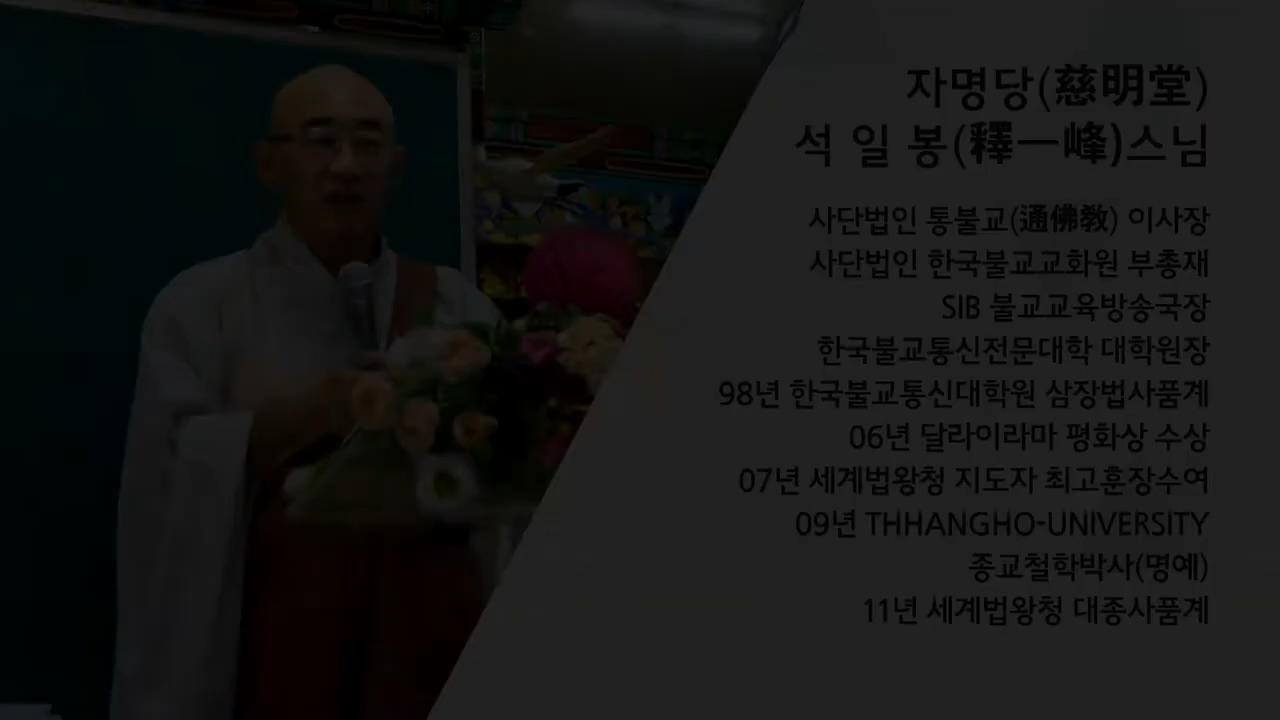 자명당(慈明堂)
석 일 봉(釋一峰)스님
사단법인 통불교(通佛敎) 이사장
사단법인 한국불교교화원 부총재
SIB 불교교육방송국장
한국불교통신전문대학 대학원장
98년 한국불교통신대학원 삼장법사품계
06년 달라이라마 평화상 수상
07년 세계법왕청 지도자 최고훈장수여
09년 THHANGHO-UNIVERSITY
종교철학박사(명예)
11년 세계법왕청 대종사품계